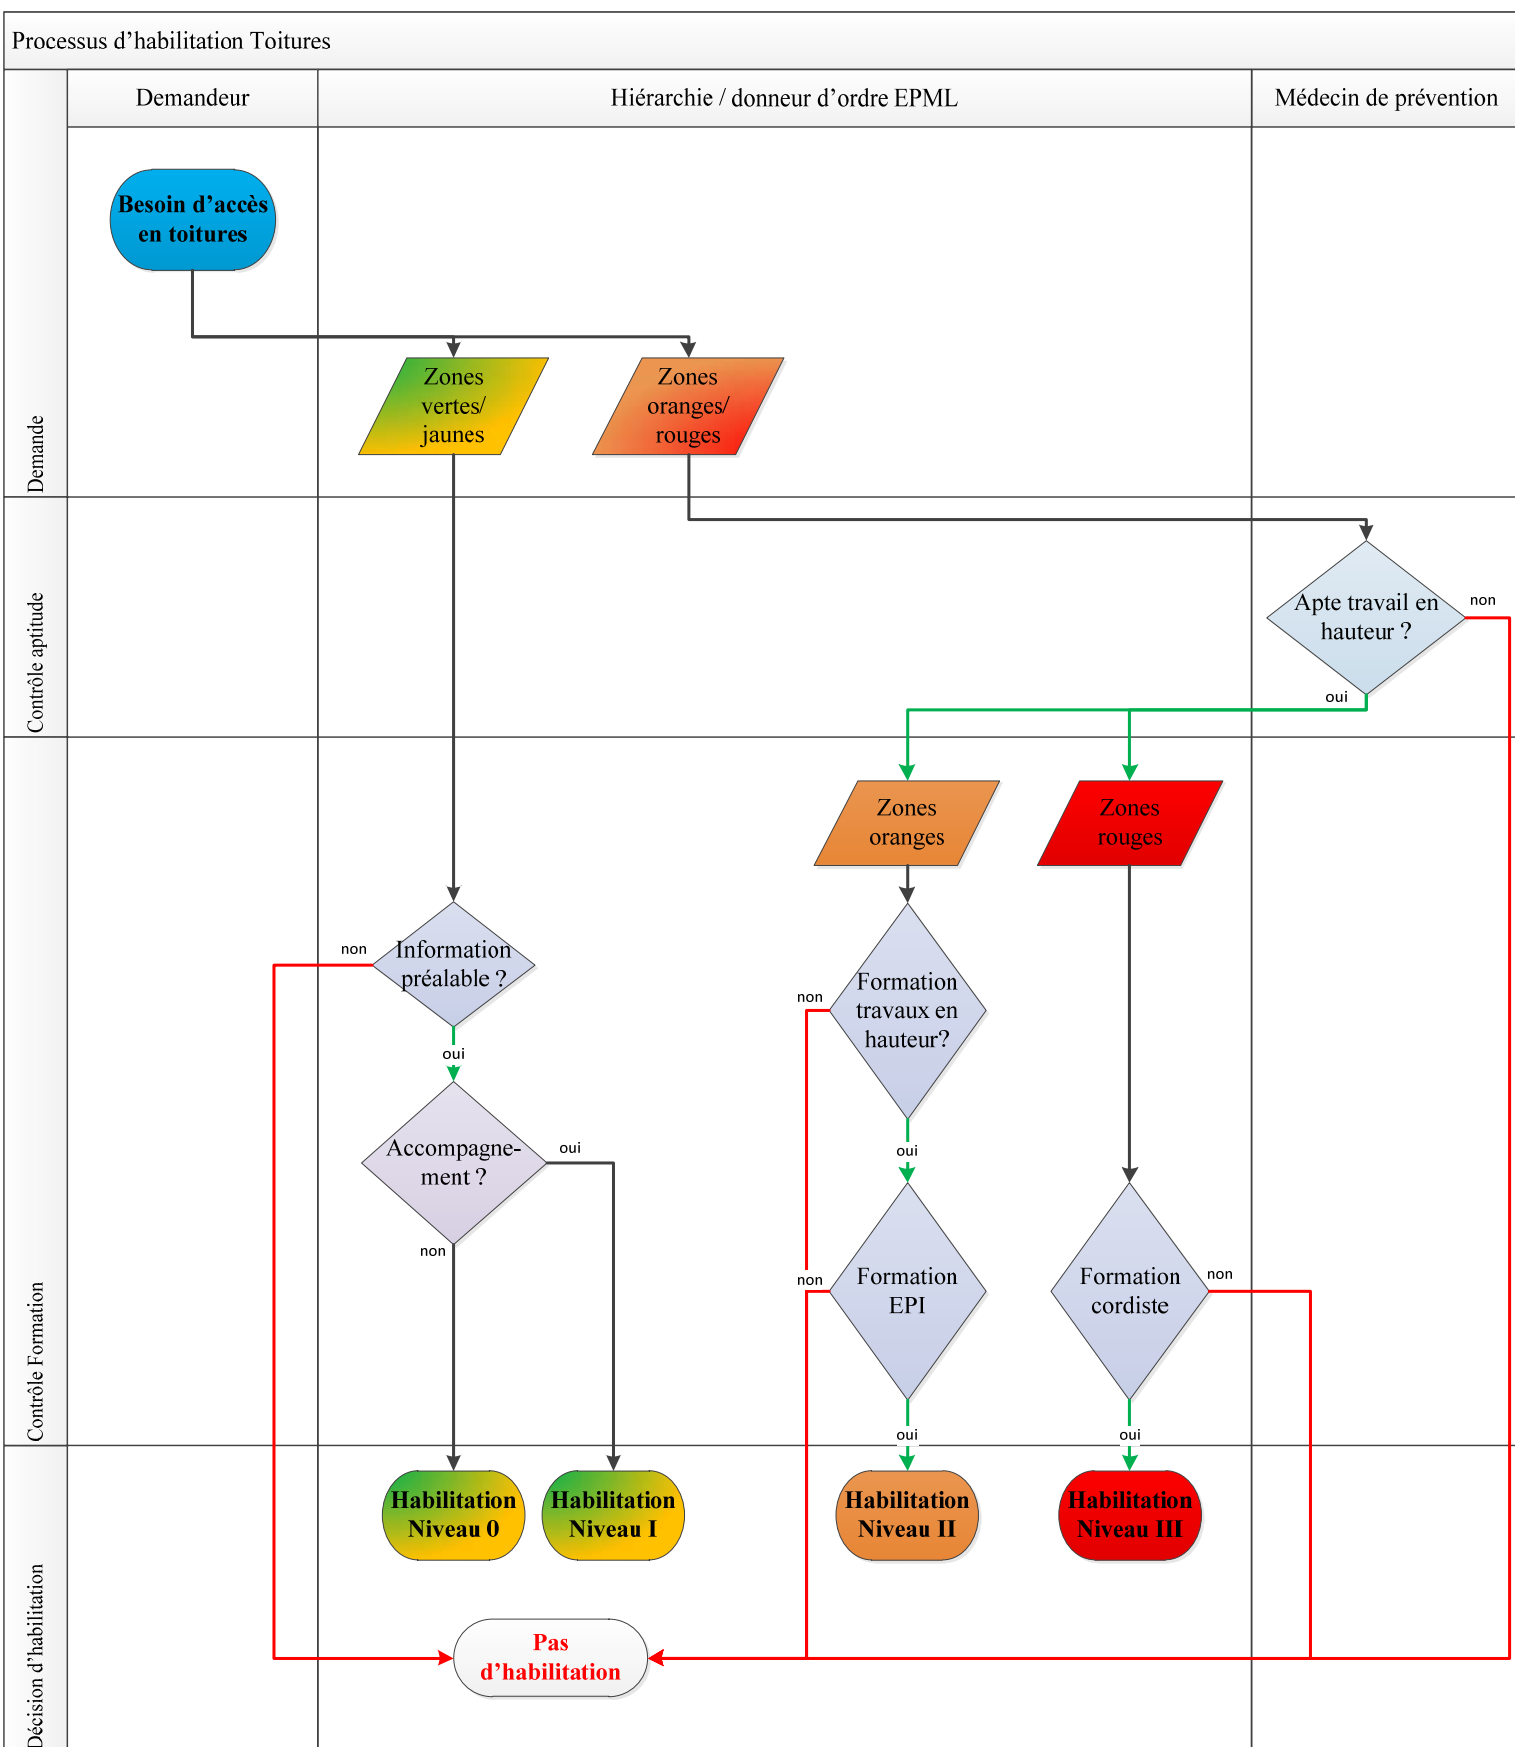 Processus d’habilitation Toitures
Demandeur
Hiérarchie / donneur d’ordre EPML
Médecin de prévention
Demande
Besoin d’accès
en toitures
Zones
vertes/
jaunes
Zones
oranges/
rouges
Contrôle aptitude
Apte travail en
hauteur ?
non
oui
Contrôle Formation
Zones
oranges
Zones
rouges
non
Information
préalable ?
oui
non
Formation
travaux en
hauteur?
oui
Accompagne-
ment ?
oui
non
non
Formation
EPI
oui
Formation
cordiste
non
oui
Décision d’habilitation
Habilitation
Niveau 0
Habilitation
Niveau I
Habilitation
Niveau II
Habilitation
Niveau III
Pas
d’habilitation